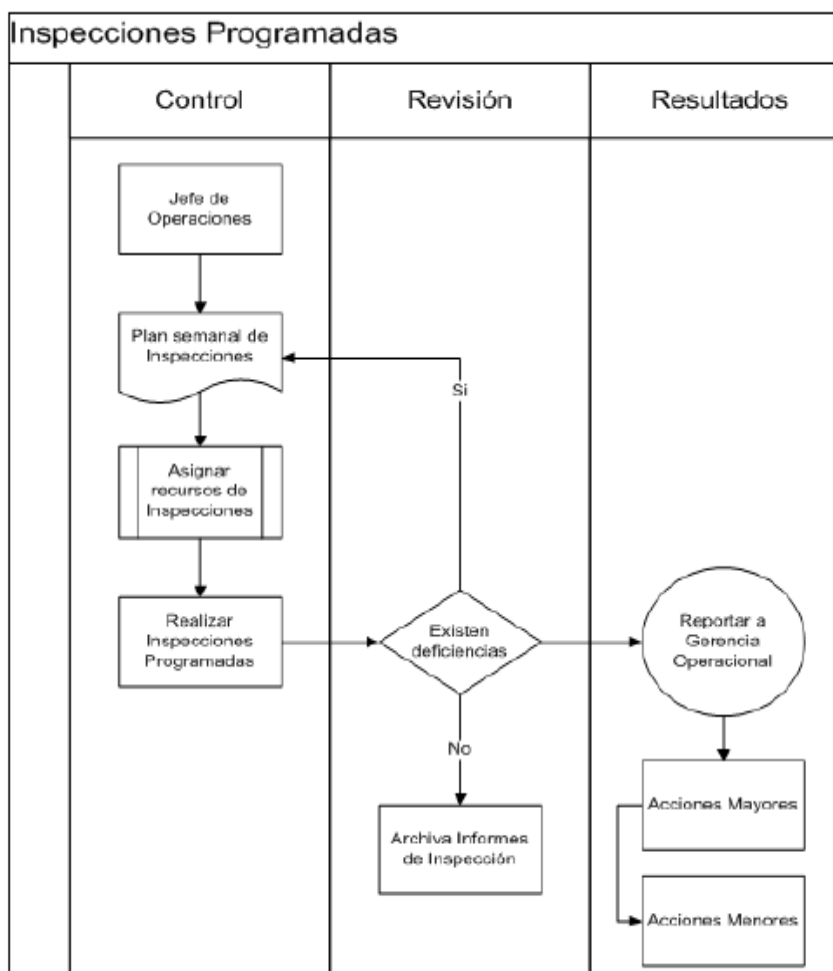 Inspecciones Programadas
Control
Revisión
Resultados
Jefe de
Operaciones
Plan semanal de
Inspecciones
Si
Asignar
recursos de
Inspecciones
Realizar
Inspecciones
Programadas
Existen
deficiencias
Reportar a
Gerencia
Operacional
No
Archiva Informes
de Inspección
Acciones Mayores
Acciones Menores